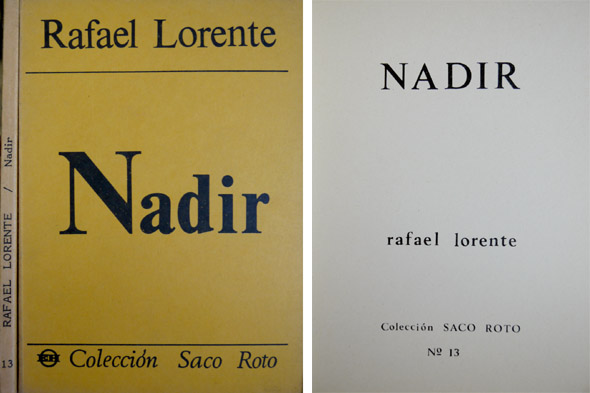 Rafael Lorente
Nadir
Colección Saco Roto
13 RAFAEL LORENTE / Nadir
NADIR
rafael lorente
Colección SACO ROTO
Nº 13